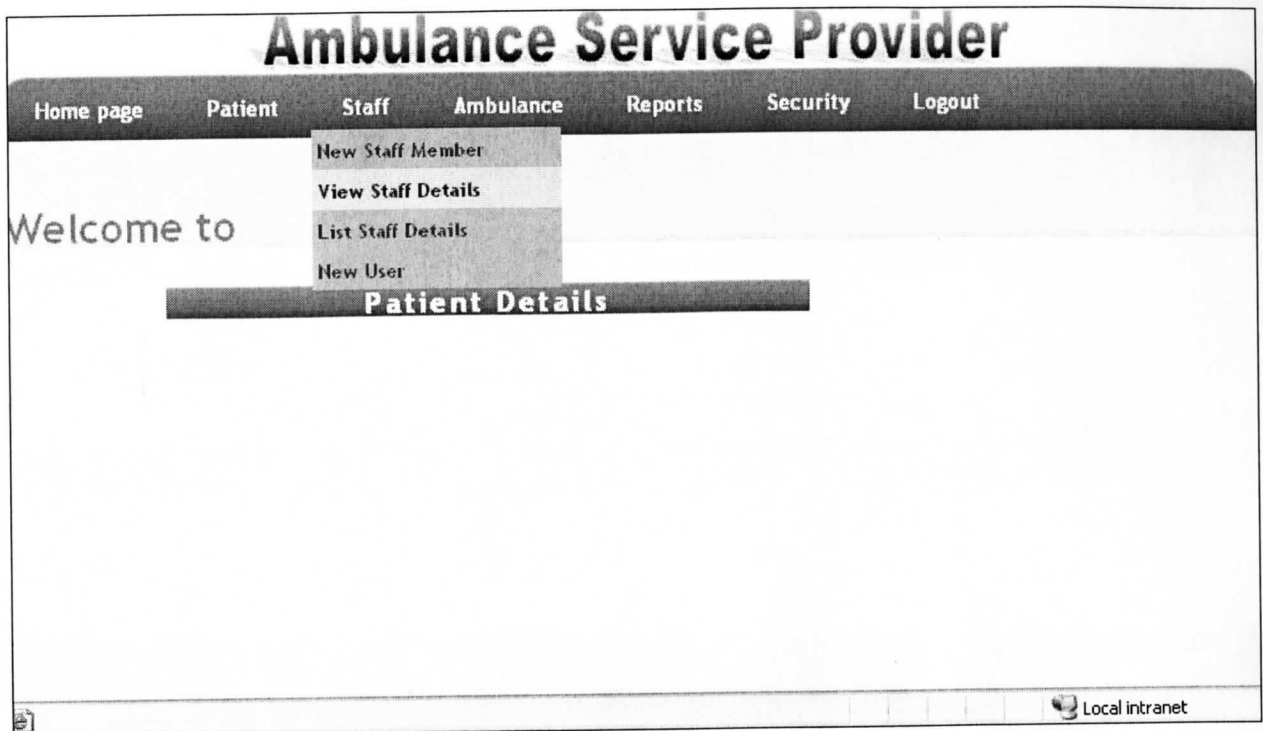 Ambulance Service Provider
Home page Patient Staff Ambulance Reports Security Logout
New Staff Member
View Staff Details
Welcome to
List Staff Details
New User
Patient Details
Local intranet